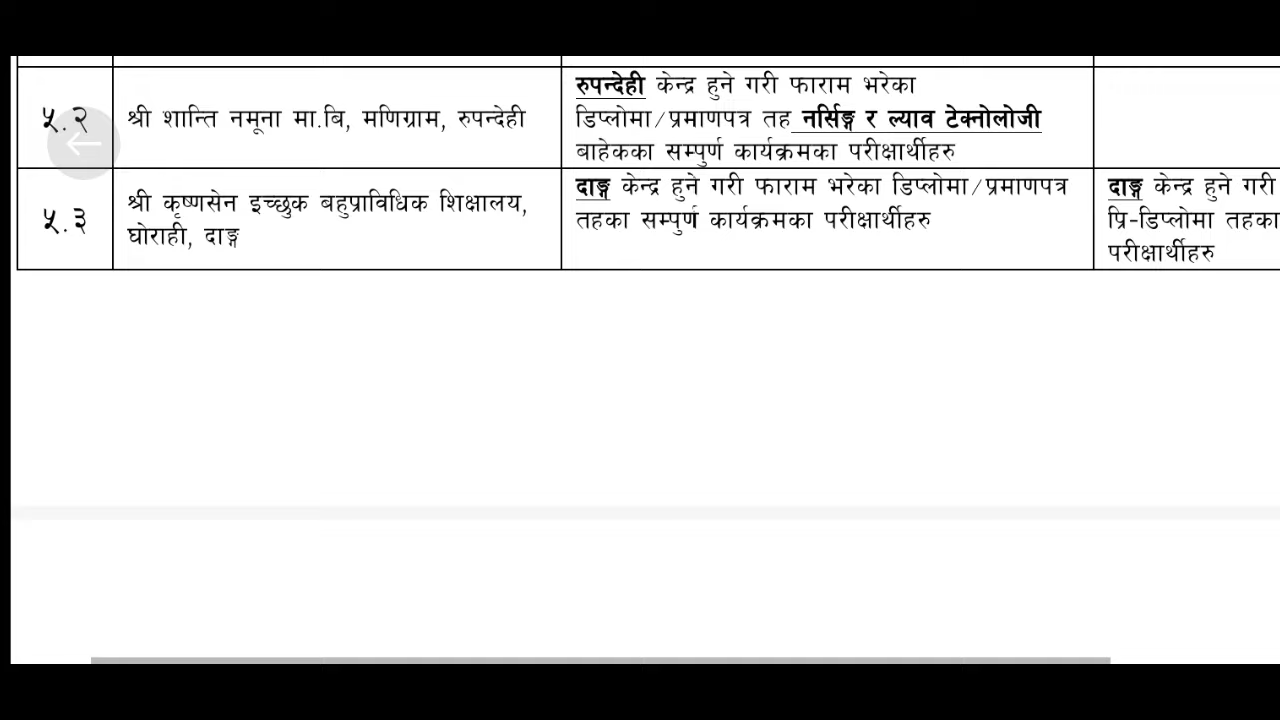 ५.२
श्री शान्ति नमूना मा.बि, मणिग्राम, रुपन्देही
रुपन्देही केन्द्र हुने गरी फाराम भरेका
डिप्लोमा/प्रमाणपत्र तह नर्सिङ्ग र ल्याव टेक्नोलोजी
बाहेकका सम्पुर्ण कार्यक्रमका परीक्षार्थीहरु
५.३
श्री कृष्णसेन इच्छुक बहुप्राविधिक शिक्षालय,
घोराही, दाङ्ग
दाङ्ग केन्द्र हुने गरी फाराम भरेका डिप्लोमा/प्रमाणपत्र
तहका सम्पुर्ण कार्यक्रमका परीक्षार्थीहरु
दाङ्ग केन्द्र हुने गरी
प्रि-डिप्लोमा तहका
परीक्षार्थीहरु